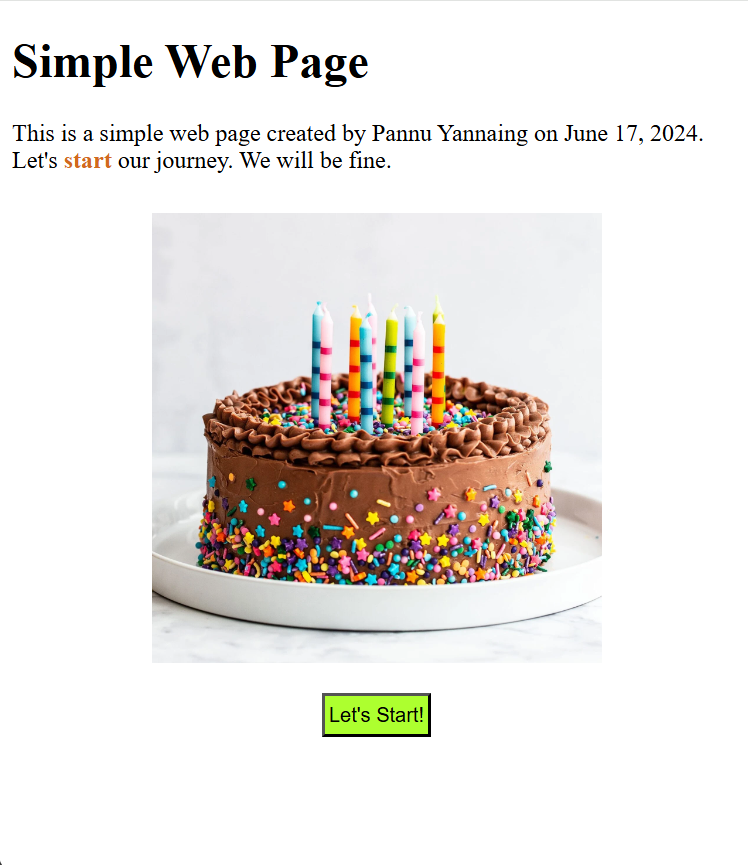 Simple Web Page
This is a simple web page created by Pannu Yannaing on June 17, 2024.
Let's start our journey. We will be fine.
Let's Start!